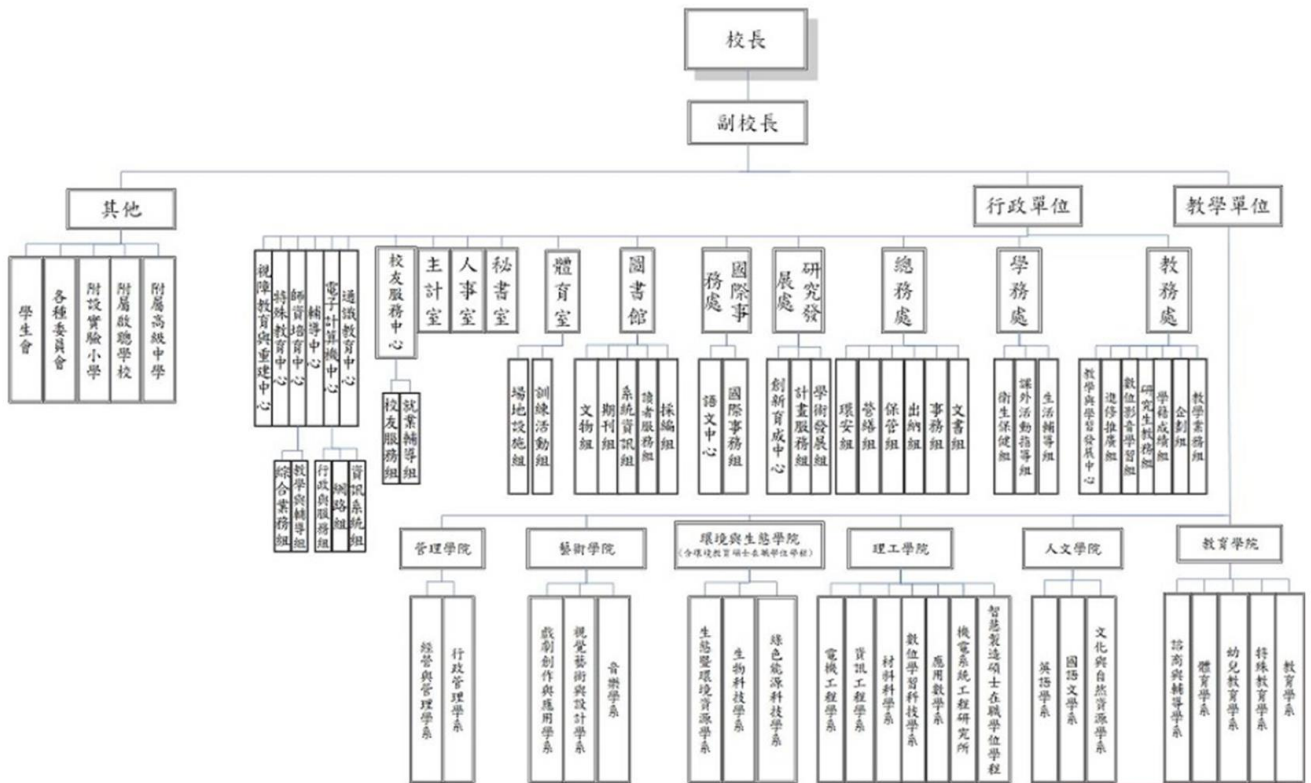 校長
副校長
其他
行政單位
教學單位
學生會
各種委員會
附設實驗小學
附屬啟聰學校
附屬高級中學
視障教育與重建中心
特殊教育中心
師資培育中心
輔導中心
電子計算機中心
通識教育中心
校友服務中心
主計室
人事室
秘書室
體育室
圖書館
國際事務處
研究發展處
總務處
學務處
教務處
綜合業務組
教學與輔導組
行政與服務組
網路組
資訊系統組
校友服務組
就業輔導組
場地設施組
訓練活動組
文物組
期刊組
系統資訊組
讀者服務組
採編組
語文中心
國際事務組
創新育成中心
計畫服務組
學術發展組
環安組
營繕組
保管組
出納組
事務組
文書組
衛生保健組
課外活動指導組
生活輔導組
教學與學習發展中心
進修推廣組
數位影音學習組
研究生教務組
學籍成績組
企劃組
教學業務組
管理學院
藝術學院
環境與生態學院
(含環境教育碩士在職學位學程)
理工學院
人文學院
教育學院
經營與管理學系
行政管理學系
戲劇創作與應用學系
視覺藝術與設計學系
音樂學系
生態暨環境資源學系
生物科技學系
綠色能源科技學系
電機工程學系
資訊工程學系
材料科學系
數位學習科技學系
應用數學系
機電系統工程研究所
智慧製造碩士在職學位學程
英語學系
國語文學系
文化與自然資源學系
諮商與輔導學系
體育學系
幼兒教育學系
特殊教育學系
教育學系